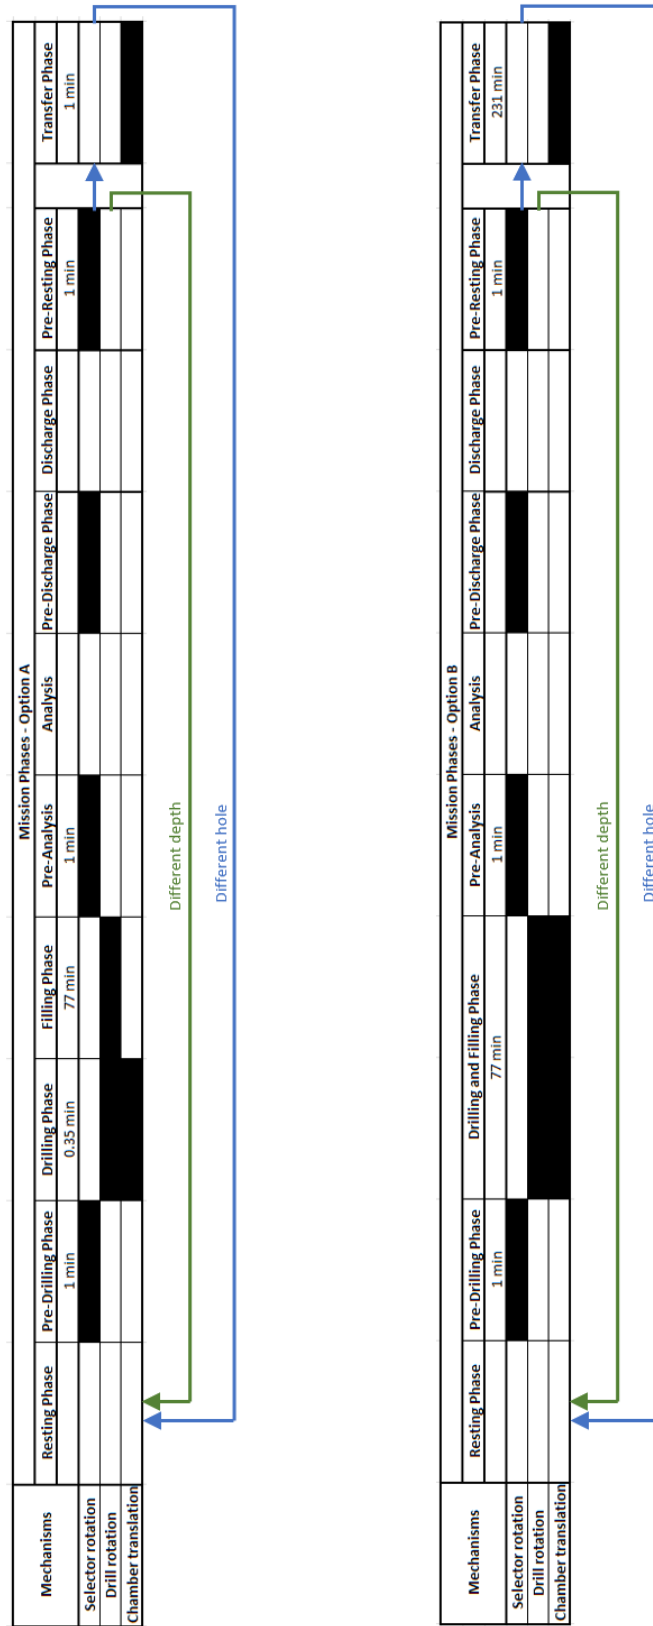 Mission Phases - Option A
Mechanisms Resting Phase Pre-Drilling Phase Drilling Phase Filling Phase Pre-Analysis Analysis Pre-Discharge Phase Discharge Phase Pre-Resting Phase Transfer Phase
1 min 0.35 min 77 min 1 min 1 min 1 min
Selector rotation
Drill rotation
Chamber translation
Different depth
Different hole
Mission Phases - Option B
Mechanisms Resting Phase Pre-Drilling Phase Drilling and Filling Phase Pre-Analysis Analysis Pre-Discharge Phase Discharge Phase Pre-Resting Phase Transfer Phase
1 min 77 min 1 min 1 min 231 min
Selector rotation
Drill rotation
Chamber translation
Different depth
Different hole